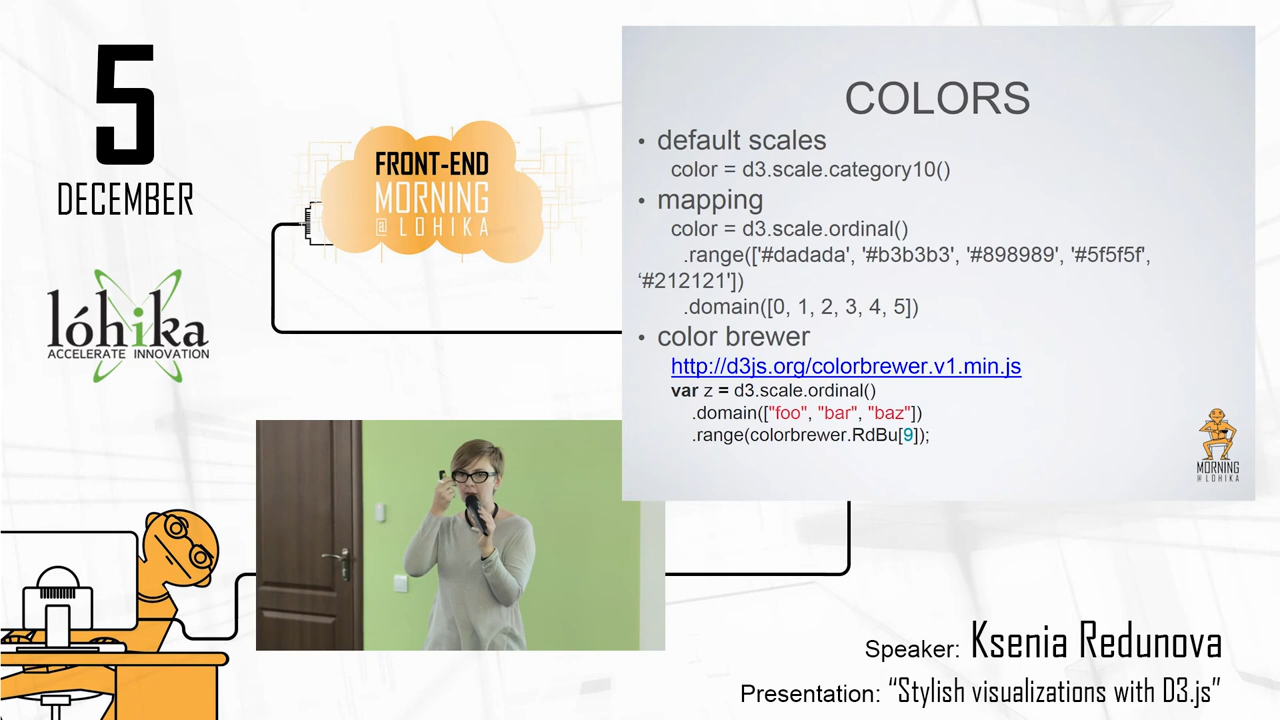 5
DECEMBER
lóhika
ACCELERATE INNOVATION
FRONT-END
MORNING
@ LOHIKA
COLORS
• default scales
color = d3.scale.category10()
• mapping
color = d3.scale.ordinal()
.range(['#dadada', '#b3b3b3', '#898989', '#5f5f5f',
‘#212121'])
.domain([0, 1, 2, 3, 4, 5])
• color brewer
http://d3js.org/colorbrewer.v1.min.js
var z = d3.scale.ordinal()
.domain(["foo", "bar", "baz"])
.range(colorbrewer.RdBu[9]);
MORNING
@ LOHIKA
Speaker: Ksenia Redunova
Presentation: “Stylish visualizations with D3.js”